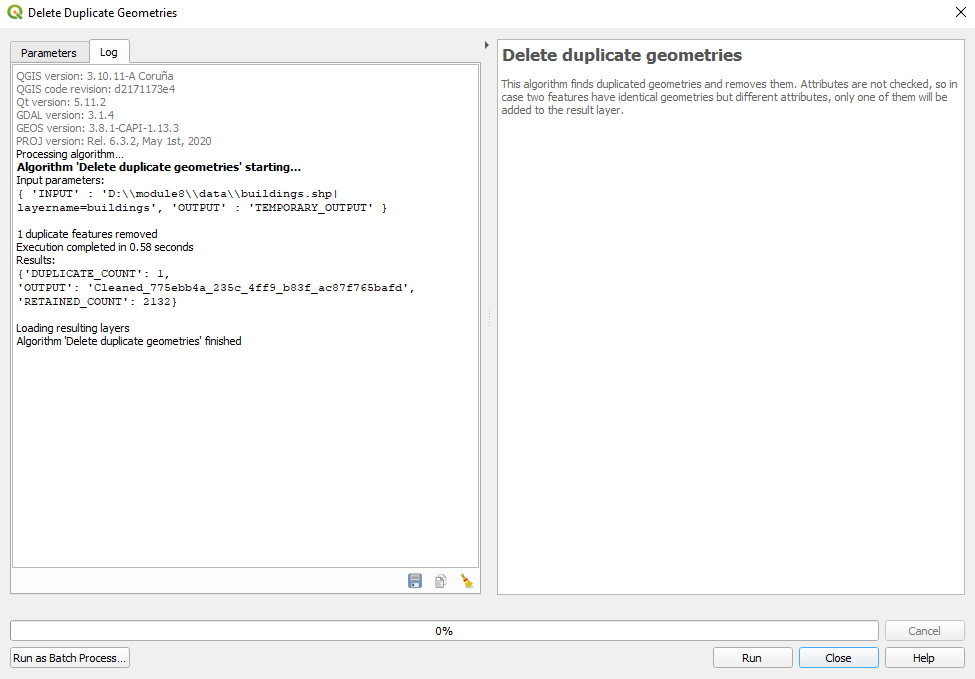 Delete Duplicate Geometries
Parameters
Log
QGIS version: 3.10.11-A Coruña
QGIS code revision: d2171173e4
Qt version: 5.11.2
GDAL version: 3.1.4
GEOS version: 3.8.1-CAPI-1.13.3
PROJ version: Rel. 6.3.2, May 1st, 2020
Processing algorithm…
Algorithm 'Delete duplicate geometries' starting…
Input parameters:
{ 'INPUT' : 'D:\\module8\\data\\buildings.shp|
layername=buildings', 'OUTPUT' : 'TEMPORARY_OUTPUT' }
1 duplicate features removed
Execution completed in 0.58 seconds
Results:
{'DUPLICATE_COUNT': 1,
'OUTPUT': 'Cleaned_775ebb4a_235c_4ff9_b83f_ac87f765bafd',
'RETAINED_COUNT': 2132}
Loading resulting layers
Algorithm 'Delete duplicate geometries' finished
Delete duplicate geometries
This algorithm finds duplicated geometries and removes them. Attributes are not checked, so in
case two features have identical geometries but different attributes, only one of them will be
added to the result layer.
0%
Cancel
Run as Batch Process…
Run
Close
Help